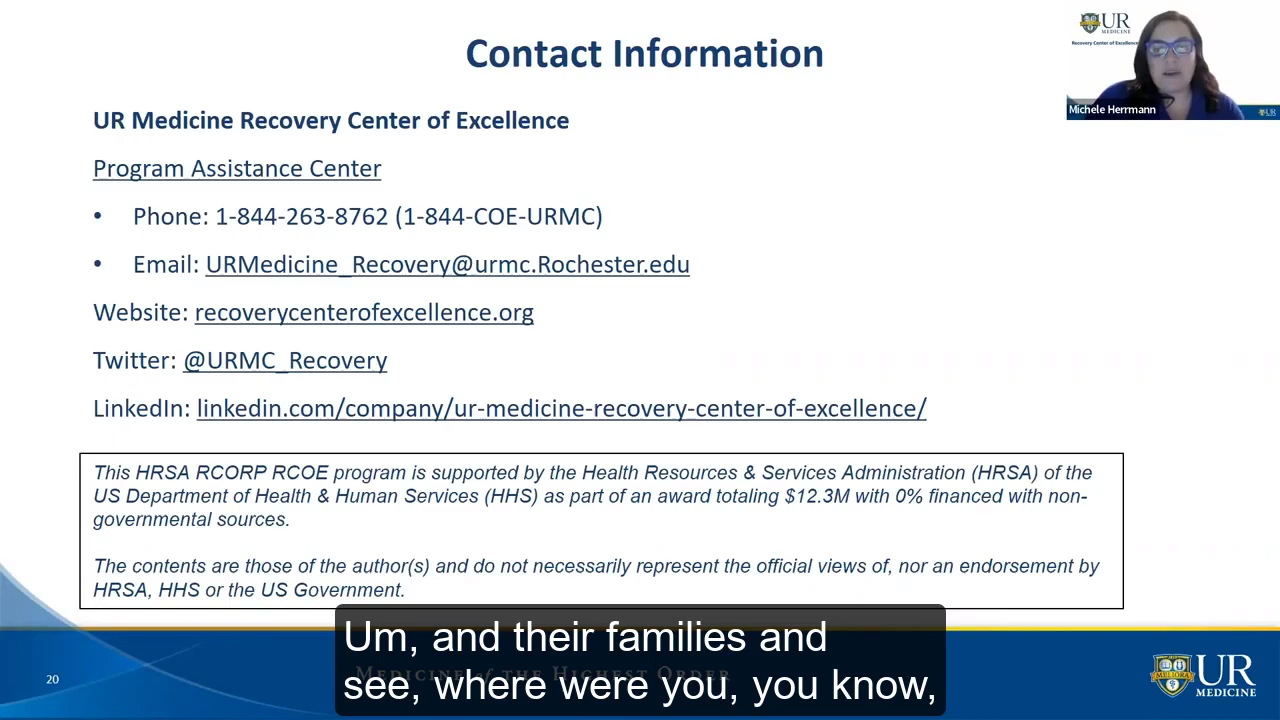 Contact Information
UR
MEDICINE
Recovery Center of Excellence
Michele Herrmann
UR
UR Medicine Recovery Center of Excellence
Program Assistance Center
• Phone: 1-844-263-8762 (1-844-COE-URMC)
• Email: URMedicine_Recovery@urmc.Rochester.edu
Website: recoverycenterofexcellence.org
Twitter: @URMC_Recovery
LinkedIn: linkedin.com/company/ur-medicine-recovery-center-of-excellence/
This HRSA RCORP RCOE program is supported by the Health Resources & Services Administration (HRSA) of the
US Department of Health & Human Services (HHS) as part of an award totaling $12.3M with 0% financed with non-
governmental sources.
The contents are those of the author(s) and do not necessarily represent the official views of, nor an endorsement by
HRSA, HHS or the US Government.
Um, and their families and
see, where were you, you know,
MEDICINE of the HIGHEST ORDER
20
MELIORA
UR
MEDICINE